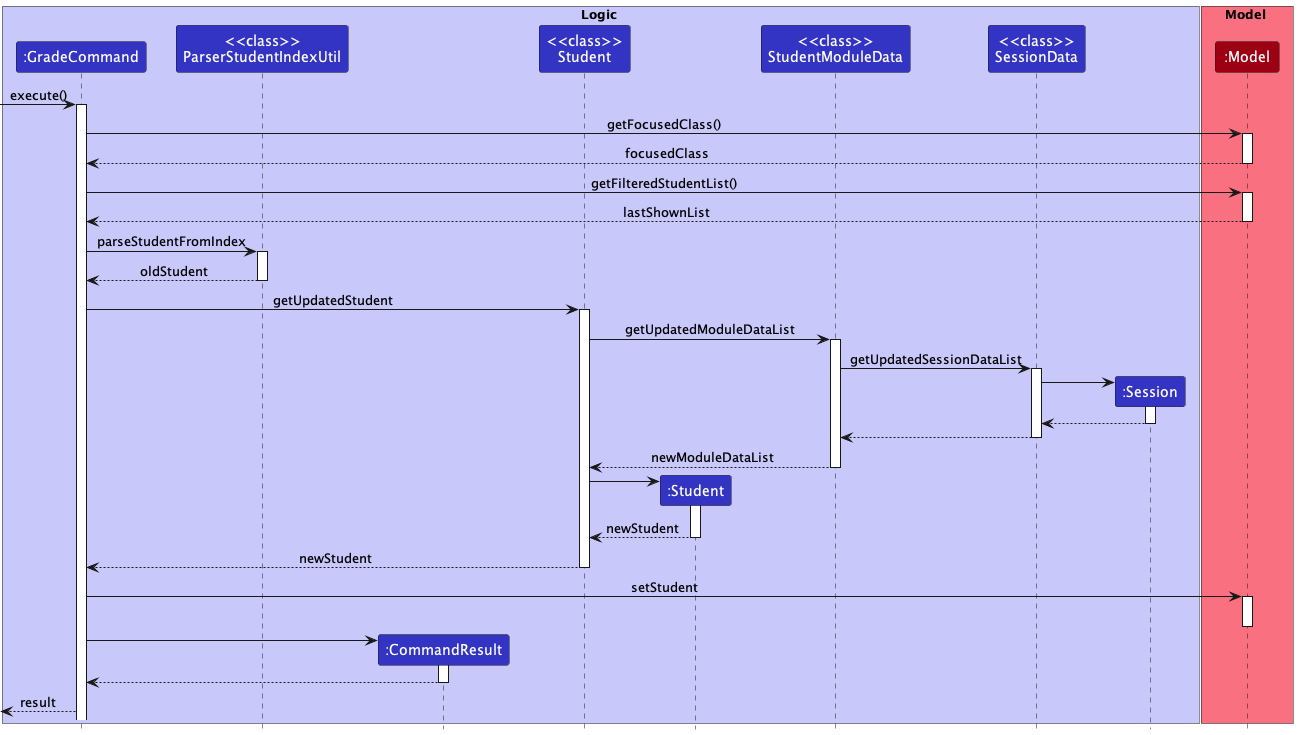 Logic
Model
:GradeCommand
<<class>>
ParserStudentIndexUtil
<<class>>
Student
<<class>>
StudentModuleData
<<class>>
SessionData
:Model
execute()
getFocusedClass()
focusedClass
getFilteredStudentList()
lastShownList
parseStudentFromIndex
oldStudent
getUpdatedStudent
getUpdatedModuleDataList
getUpdatedSessionDataList
:Session
newModuleDataList
:Student
newStudent
newStudent
setStudent
:CommandResult
result